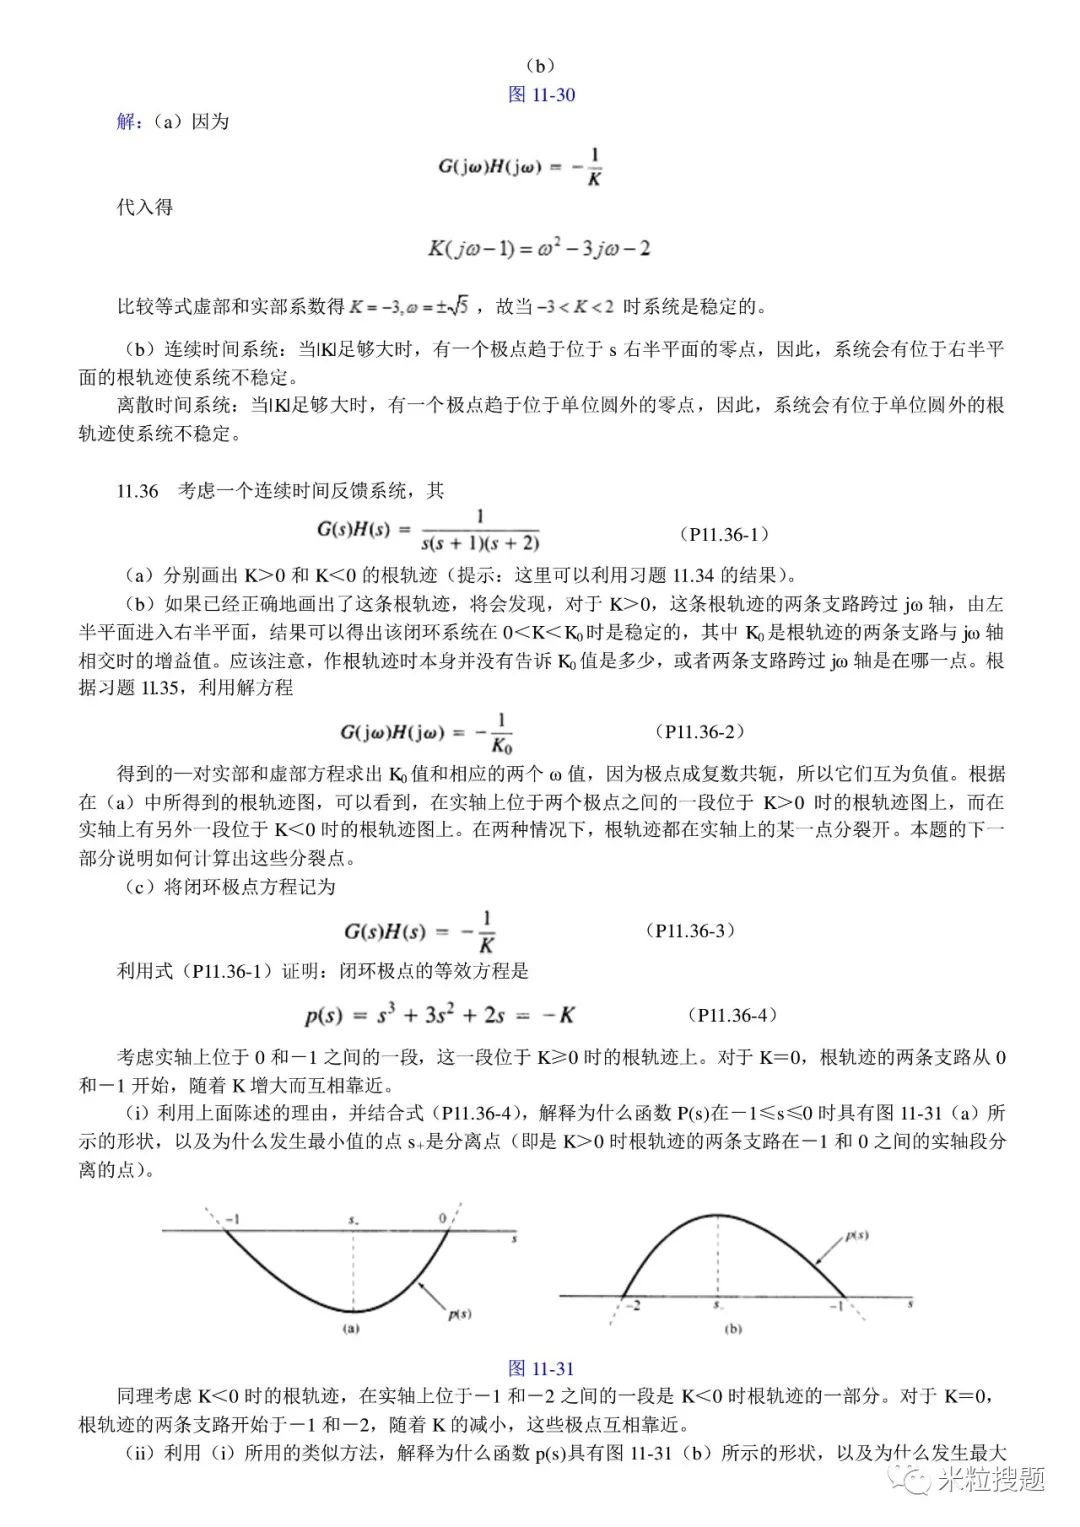 （b）
图 11-30
解:（a）因为
G(jω)H(jω) = -1/K
代入得
K(jω-1)=ω²-3jω-2
比较等式虚部和实部系数得 K=-3,ω=±√5 ，故当 -3<K<2 时系统是稳定的。
（b）连续时间系统：当|K|足够大时，有一个极点趋于位于 s 右半平面的零点，因此，系统会有位于右半平
面的根轨迹使系统不稳定。
离散时间系统：当|K|足够大时，有一个极点趋于位于单位圆外的零点，因此，系统会有位于单位圆外的根
轨迹使系统不稳定。
11.36 考虑一个连续时间反馈系统，其
G(s)H(s) = 1/(s(s + 1)(s + 2)) （P11.36-1）
（a）分别画出 K＞0 和 K＜0 的根轨迹（提示：这里可以利用习题 11.34 的结果）。
（b）如果已经正确地画出了这条根轨迹，将会发现，对于 K＞0，这条根轨迹的两条支路跨过 jω 轴，由左
半平面进入右半平面，结果可以得出该闭环系统在 0＜K＜K₀时是稳定的，其中 K₀是根轨迹的两条支路与 jω 轴
相交时的增益值。应该注意，作根轨迹时本身并没有告诉 K₀值是多少，或者两条支路跨过 jω 轴是在哪一点。根
据习题 11.35，利用解方程
G(jω)H(jω) = -1/K₀ （P11.36-2）
得到的一对实部和虚部方程求出 K₀值和相应的两个 ω 值，因为极点成复数共轭，所以它们互为负值。根据
在（a）中所得到的根轨迹图，可以看到，在实轴上位于两个极点之间的一段位于 K＞0 时的根轨迹图上，而在
实轴上有另外一段位于 K＜0 时的根轨迹图上。在两种情况下，根轨迹都在实轴上的某一点分裂开。本题的下一
部分说明如何计算出这些分裂点。
（c）将闭环极点方程记为
G(s)H(s) = -1/K （P11.36-3）
利用式（P11.36-1）证明：闭环极点的等效方程是
p(s) = s³ + 3s² + 2s = -K （P11.36-4）
考虑实轴上位于 0 和－1 之间的一段，这一段位于 K≥0 时的根轨迹上。对于 K＝0，根轨迹的两条支路从 0
和－1 开始，随着 K 增大而互相靠近。
（i）利用上面陈述的理由，并结合式（P11.36-4），解释为什么函数 P(s)在－1≤s≤0 时具有图 11-31（a）所
示的形状，以及为什么发生最小值的点 s₊是分离点（即是 K＞0 时根轨迹的两条支路在－1 和 0 之间的实轴段分
离的点）。
-1 0 s
p(s)
(a)
p(s)
-2 -1 s
(b)
图 11-31
同理考虑 K＜0 时的根轨迹，在实轴上位于－1 和－2 之间的一段是 K＜0 时根轨迹的一部分。对于 K＝0，
根轨迹的两条支路开始于－1 和－2，随着 K 的减小，这些极点互相靠近。
（ii）利用（i）所用的类似方法，解释为什么函数 p(s)具有图 11-31（b）所示的形状，以及为什么发生最大
米粒搜题